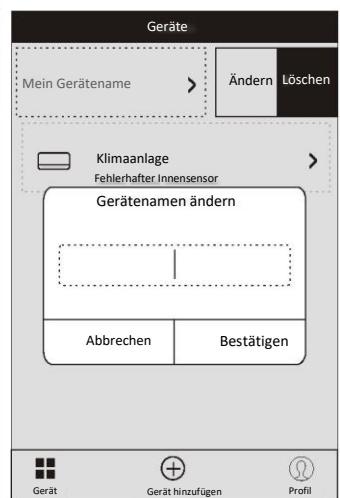 Geräte
Mein Gerätename
Ändern
Löschen
Klimaanlage
Fehlerhafter Innensensor
Gerätenamen ändern
Abbrechen
Bestätigen
Gerät
Gerät hinzufügen
Profil